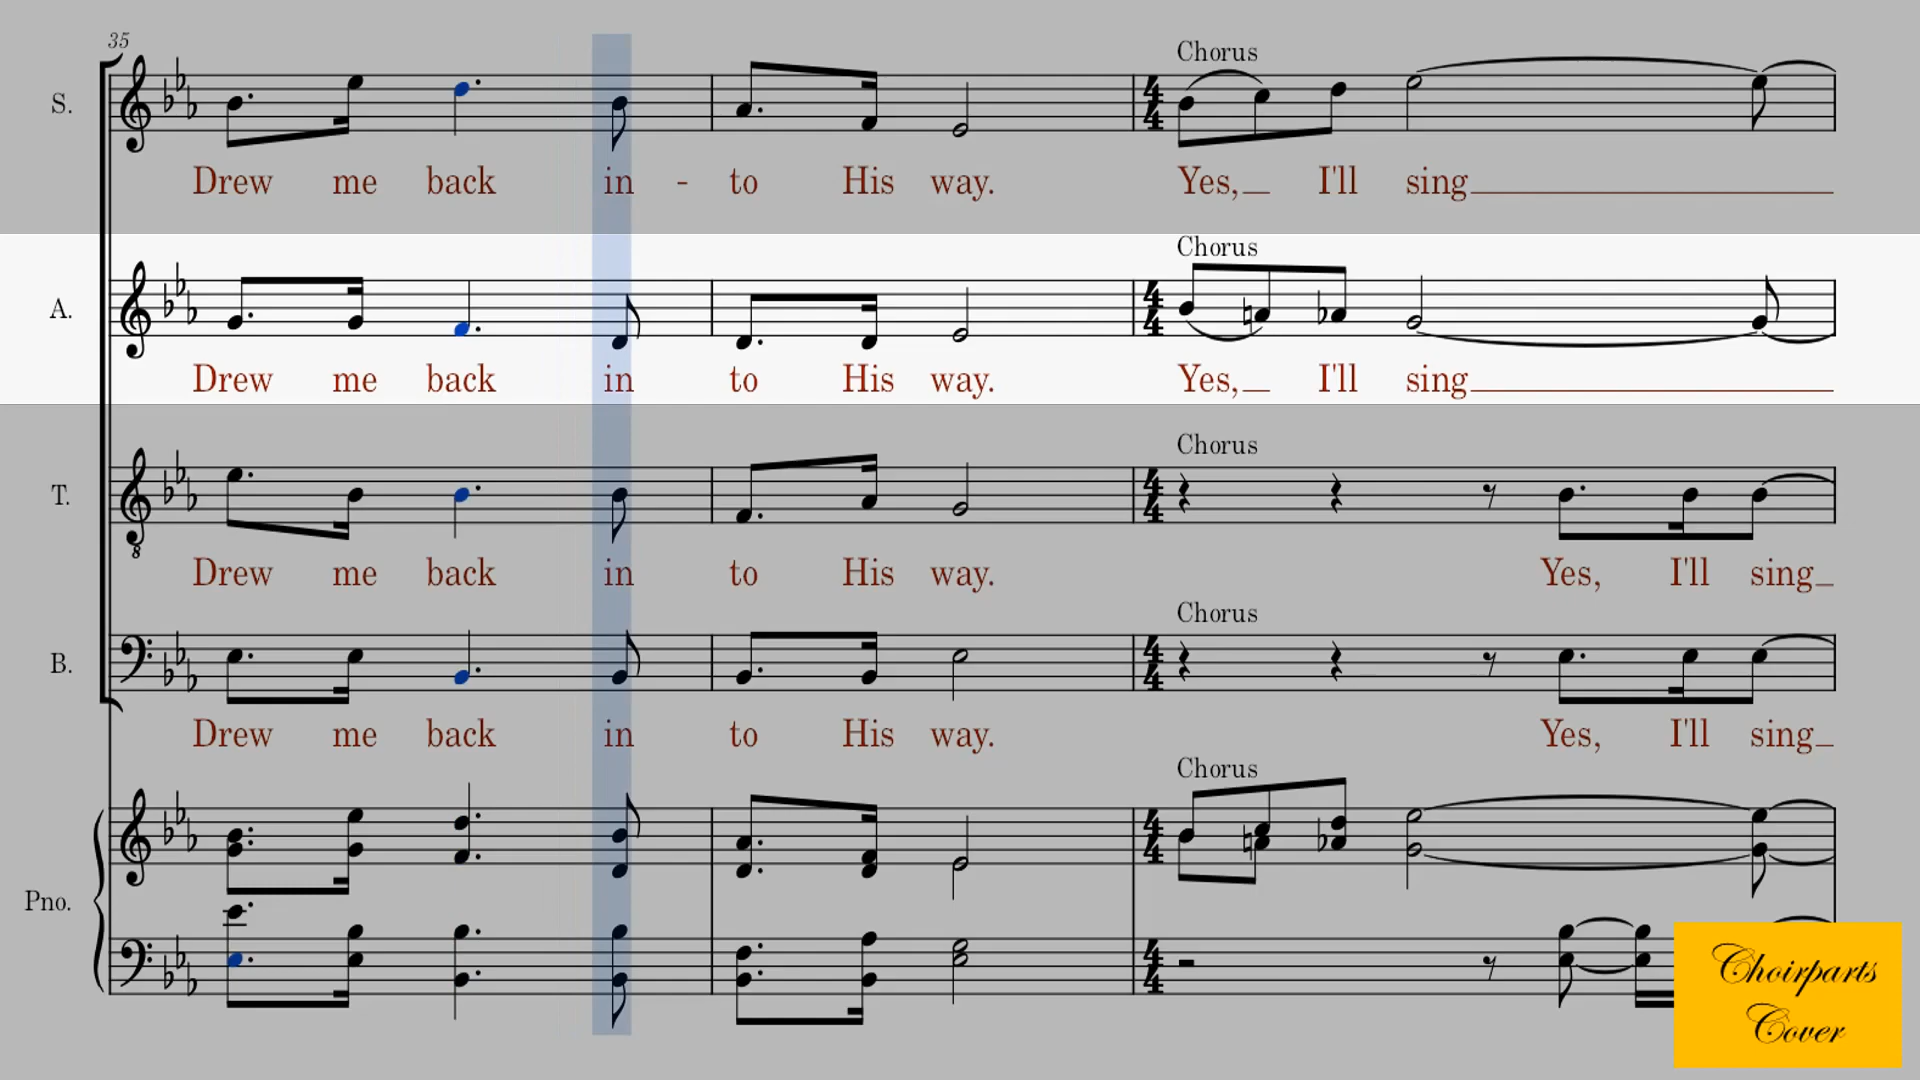 35
Chorus
S.
Drew me back in - to His way. Yes, I'll sing
Chorus
A.
Drew me back in to His way. Yes, I'll sing
Chorus
T.
8
Drew me back in to His way. Yes, I'll sing
Chorus
B.
Drew me back in to His way. Yes, I'll sing
Chorus
Pno.
Choirparts
Cover